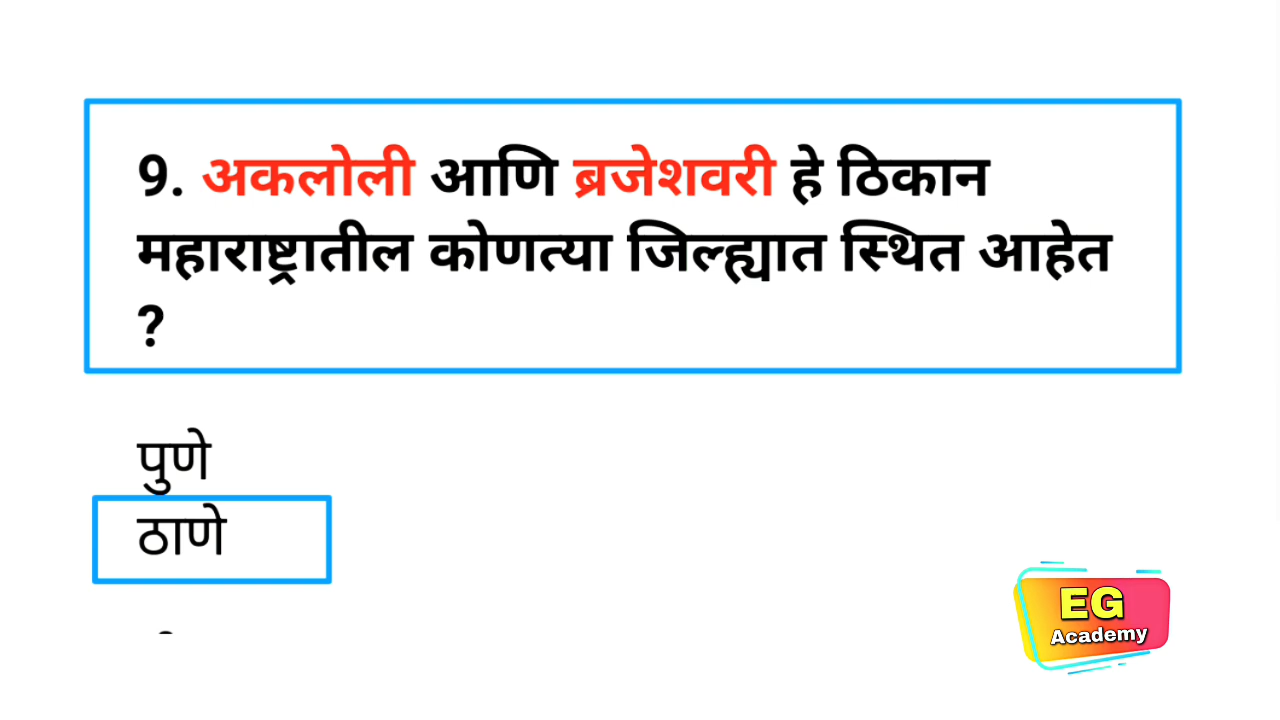 9. अकलोली आणि ब्रजेशवरी हे ठिकान
महाराष्ट्रातील कोणत्या जिल्ह्यात स्थित आहेत
?
पुणे
ठाणे
EG
Academy